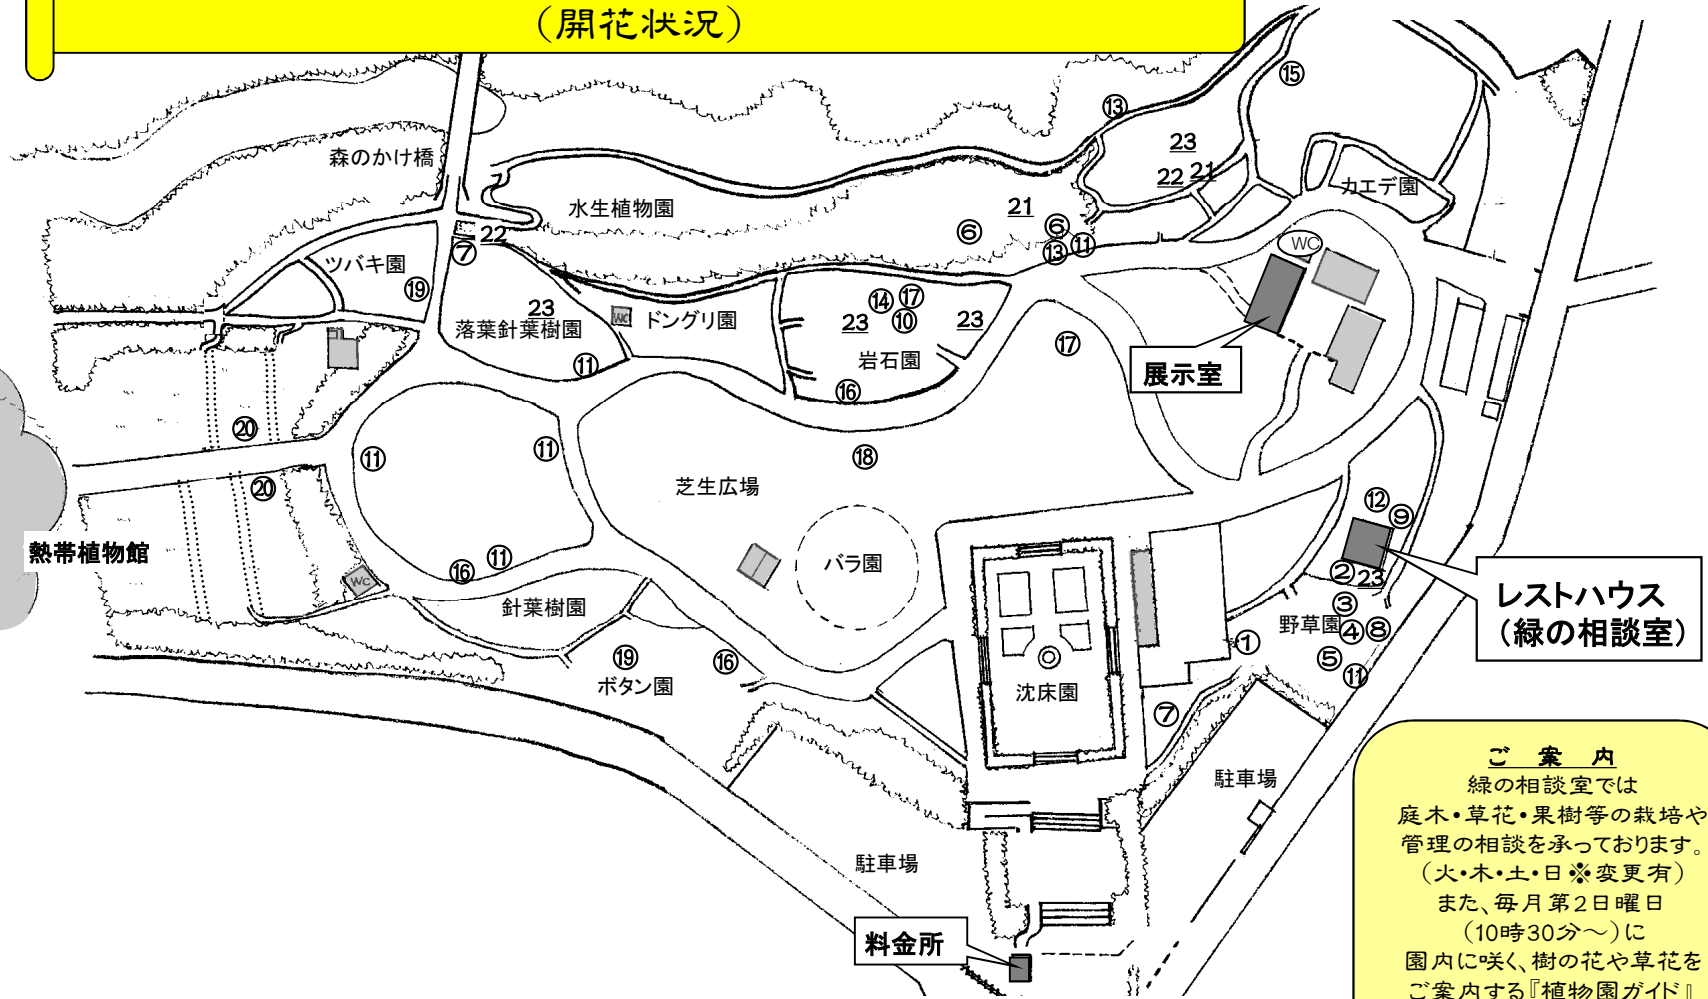 （開花状況）
⑮
⑬
森のかけ橋
23
22
21
カエデ園
水生植物園
21
⑥
⑥
⑪
⑬
WC
22
⑦
ツバキ園
⑲
23
落葉針葉樹園
WC
ドングリ園
⑭
⑰
23
⑩
23
岩石園
⑰
展示室
⑪
⑯
⑳
⑪
⑪
⑱
芝生広場
⑳
⑫
⑨
熱帯植物館
WC
⑯
⑪
バラ園
②
23
レストハウス
（緑の相談室）
針葉樹園
③
野草園
④
⑧
①
⑤
⑪
⑲
ボタン園
⑯
沈床園
⑦
駐車場
駐車場
料金所
ご　案　内
緑の相談室では
庭木・草花・果樹等の栽培や
管理の相談を承っております。
（火・木・土・日※変更有）
また、毎月第2日曜日
（10時30分～）に
園内に咲く、樹の花や草花を
ご案内する『植物園ガイド』